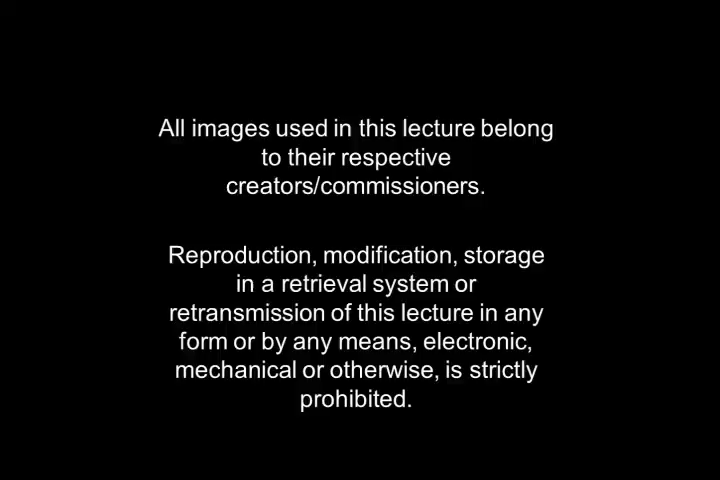 All images used in this lecture belong
to their respective
creators/commissioners.
Reproduction, modification, storage
in a retrieval system or
retransmission of this lecture in any
form or by any means, electronic,
mechanical or otherwise, is strictly
prohibited.